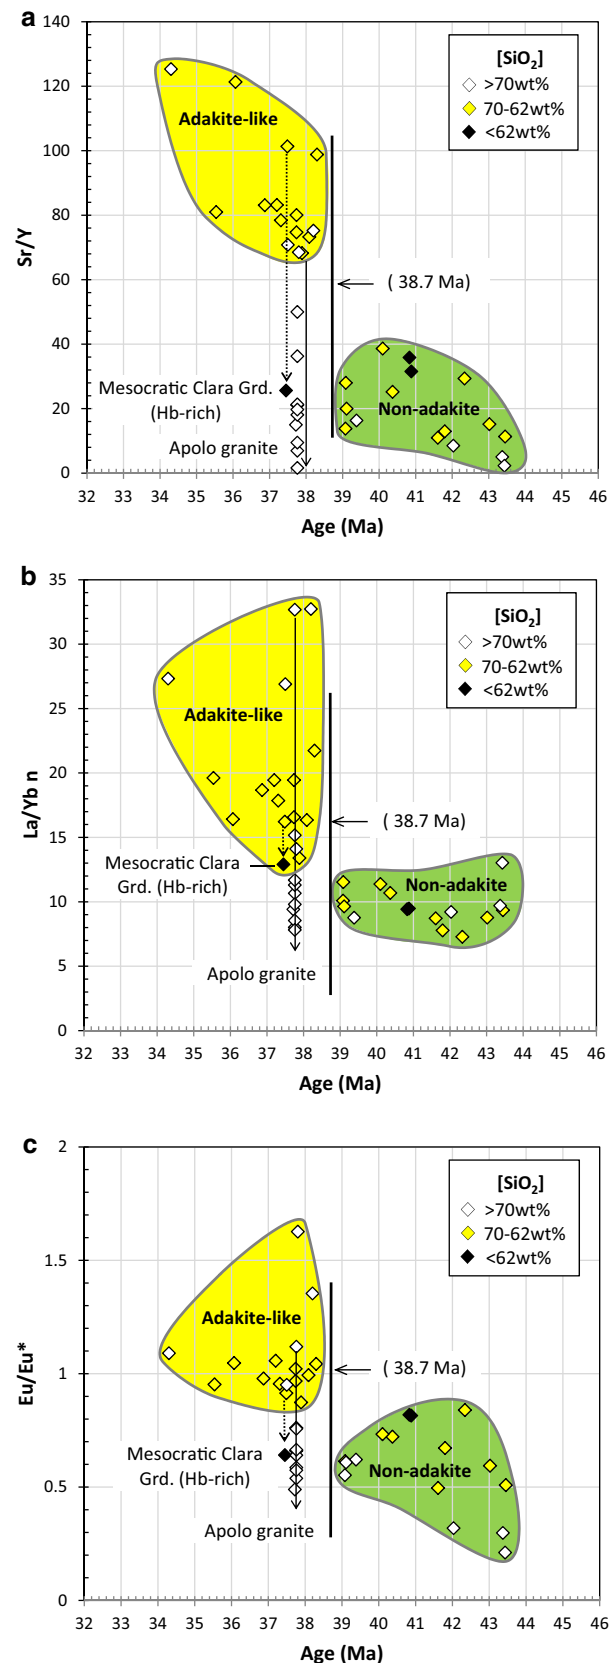 a
140
120
100
80
60
40
20
0
Sr/Y
[SiO₂]
>70wt%
70-62wt%
<62wt%
Adakite-like
( 38.7 Ma)
Mesocratic Clara Grd.
(Hb-rich)
Apolo granite
Non-adakite
32 33 34 35 36 37 38 39 40 41 42 43 44 45 46
Age (Ma)
b
35
30
25
20
15
10
5
0
La/Yb n
[SiO₂]
>70wt%
70-62wt%
<62wt%
Adakite-like
( 38.7 Ma)
Mesocratic Clara
Grd. (Hb-rich)
Non-adakite
Apolo granite
32 33 34 35 36 37 38 39 40 41 42 43 44 45 46
Age (Ma)
c
2
1.5
1
0.5
0
Eu/Eu*
[SiO₂]
>70wt%
70-62wt%
<62wt%
Adakite-like
( 38.7 Ma)
Mesocratic Clara
Grd. (Hb-rich)
Non-adakite
Apolo granite
32 33 34 35 36 37 38 39 40 41 42 43 44 45 46
Age (Ma)